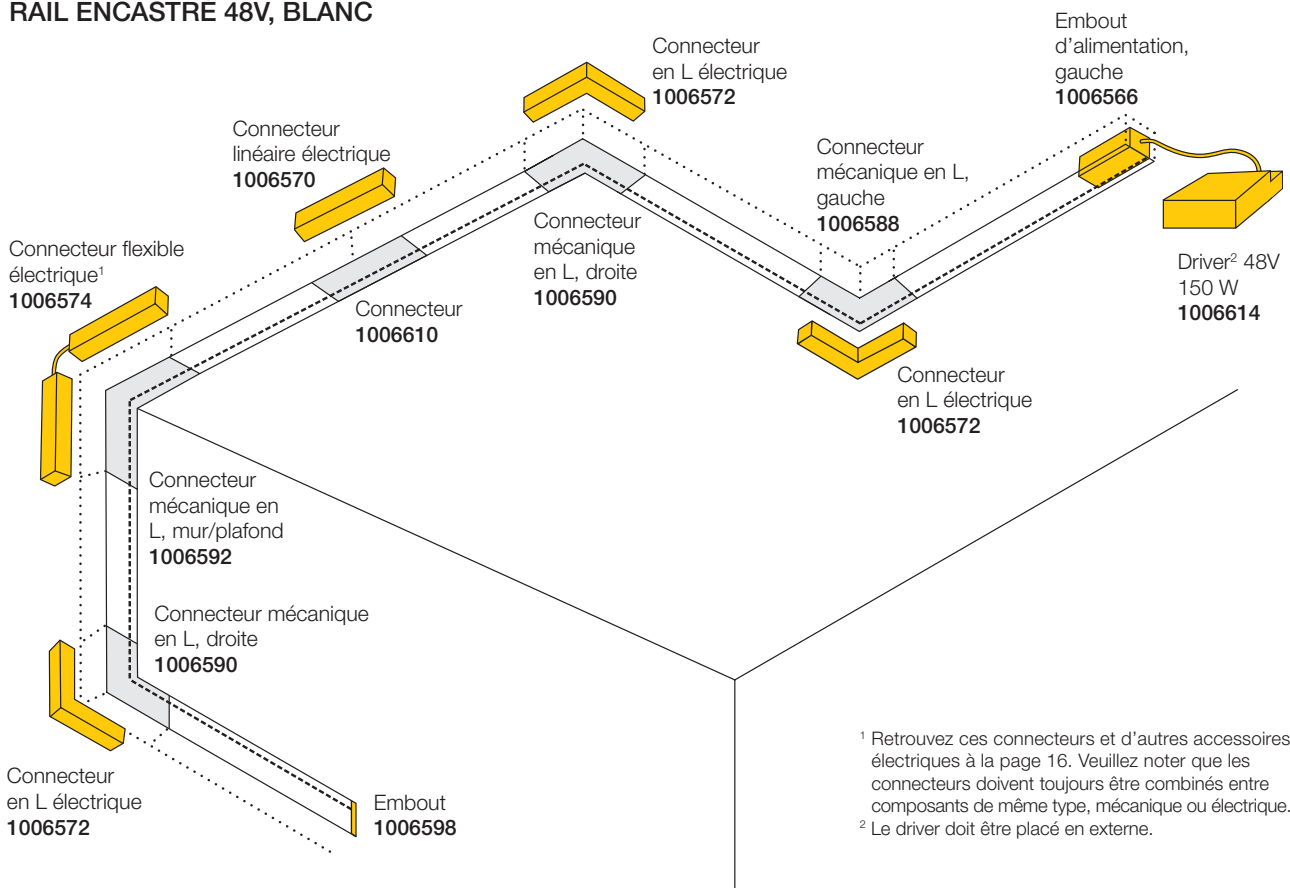 RAIL ENCASTRE 48V, BLANC
Connecteur
en L électrique
1006572
Embout
d'alimentation,
gauche
1006566
Connecteur
linéaire électrique
1006570
Connecteur
mécanique en L,
gauche
1006588
Connecteur flexible
électrique¹
1006574
Connecteur
mécanique
en L, droite
1006590
Driver² 48V
150 W
1006614
Connecteur
1006610
Connecteur
en L électrique
1006572
Connecteur
mécanique en
L, mur/plafond
1006592
Connecteur mécanique
en L, droite
1006590
Connecteur
en L électrique
1006572
Embout
1006598
¹ Retrouvez ces connecteurs et d'autres accessoires
électriques à la page 16. Veuillez noter que les
connecteurs doivent toujours être combinés entre
composants de même type, mécanique ou électrique.
² Le driver doit être placé en externe.